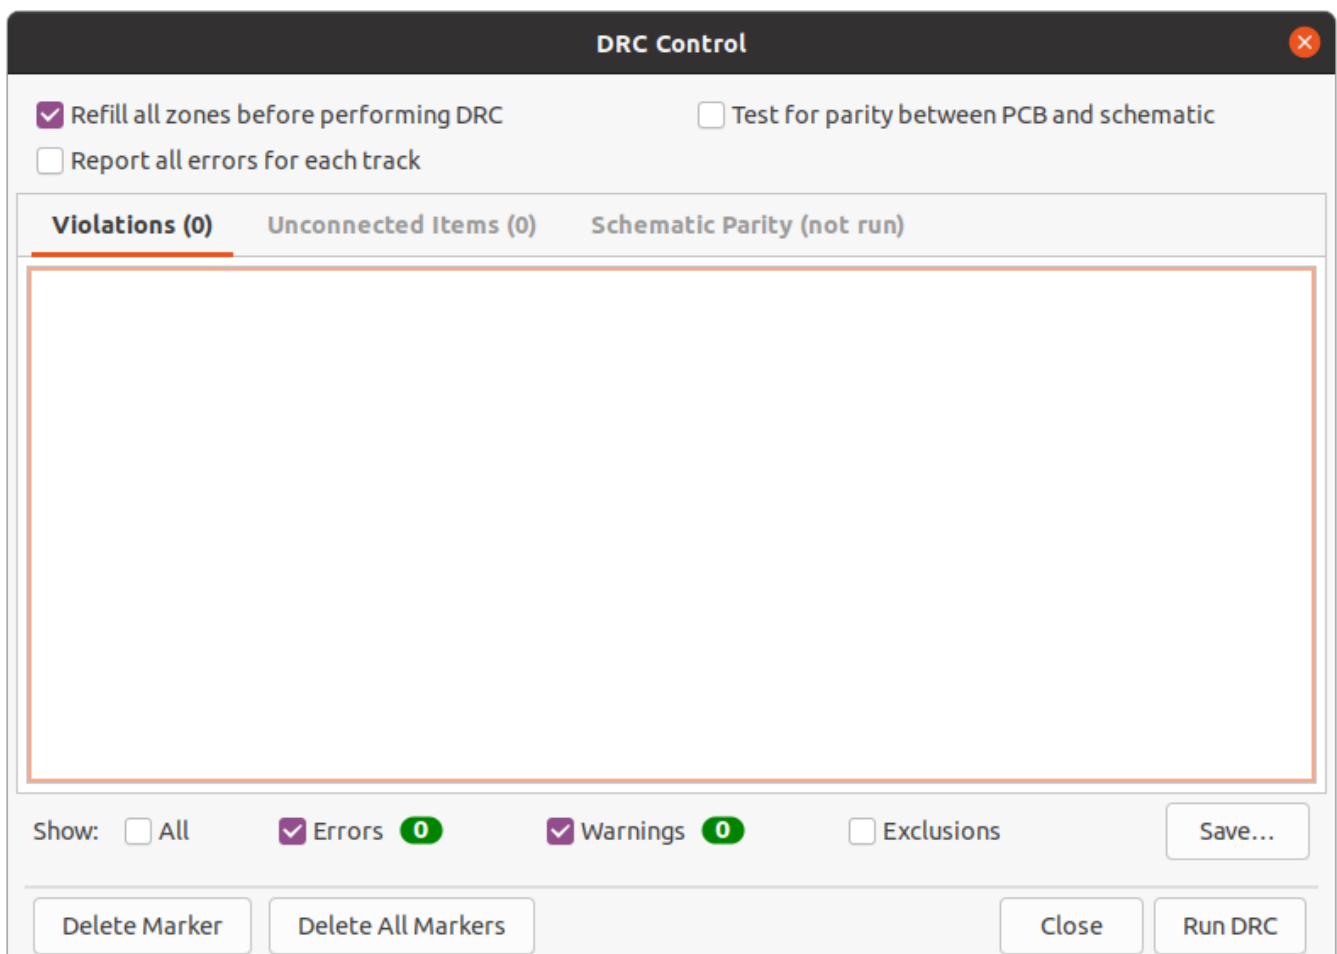 DRC Control
Refill all zones before performing DRC
Test for parity between PCB and schematic
Report all errors for each track
Violations (0) Unconnected Items (0) Schematic Parity (not run)
Show: All Errors 0 Warnings 0 Exclusions Save...
Delete Marker Delete All Markers Close Run DRC